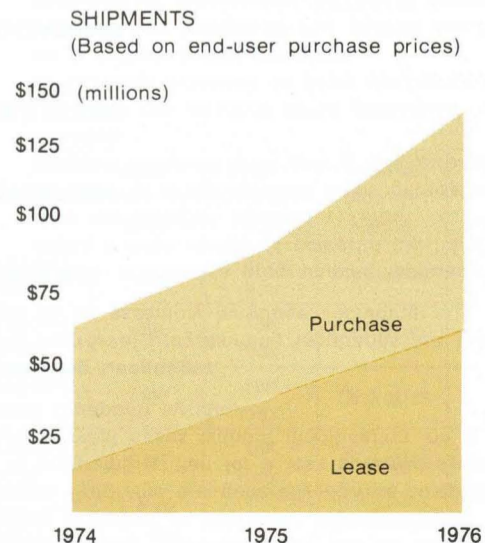 SHIPMENTS
(Based on end-user purchase prices)
$150 (millions)
$125
$100
$75
Purchase
$50
$25
Lease
1974 1975 1976